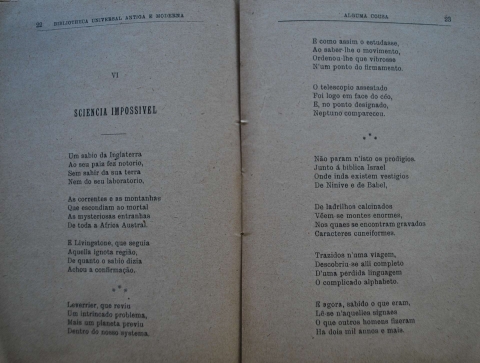 22 BIBLIOTHECA UNIVERSAL ANTIGA E MODERNA
VI
SCIENCIA IMPOSSIVEL
Um sabio da Inglaterra
Ao seu paiz fez notorio,
Sem sahir da sua terra
Nem do seu laboratorio,
As correntes e as montanhas
Que escondiam ao mortal
As mysteriosas entranhas
De toda a Africa Austral.
E Livingstone, que seguia
Aquella ignota região,
De quanto o sabio dizia
Achou a confirmação.
* * *
Leverrier, que reviu
Um intrincado problema,
Mais um planeta previu
Dentro do nosso systema.
ALGUMA COUSA 23
E como assim o estudasse,
Ao saber lhe o movimento,
Ordenou-lhe que vibrasse
N'um ponto do firmamento.
O telescopio assestado
Foi logo em face do céo,
E, no ponto designado,
Neptuno compareceu.
* * *
Não param n'isto os prodigios.
Junto á biblica Israel
Onde inda existem vestigios
De Ninive e de Babel,
De ladrilhos calcinados
Vêem-se montes enormes,
Nos quaes se encontram gravados
Caracteres cuneiformes.
Trazidos n'uma viagem,
Descobriu-se alli completo
D'uma perdida linguagem
O complicado alphabeto.
E agora, sabido o que eram,
Lê-se n'aquelles signaes
O que outros homens fizeram
Ha dois mil annos e mais.